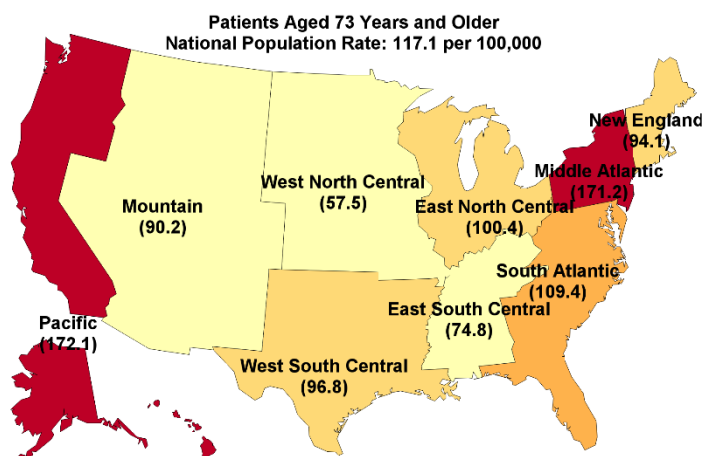 Patients Aged 73 Years and Older
National Population Rate: 117.1 per 100,000
New England
(94.1)
Middle Atlantic
(171.2)
West North Central
(57.5)
Mountain
(90.2)
East North Central
(100.4)
South Atlantic
(109.4)
East South Central
(74.8)
Pacific
(172.1)
West South Central
(96.8)